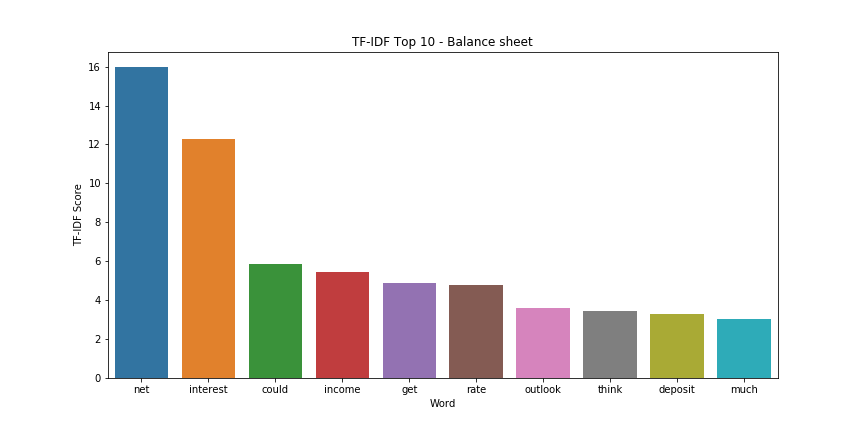 TF-IDF Top 10 - Balance sheet
TF-IDF Score
16
14
12
10
8
6
4
2
0
net interest could income get rate outlook think deposit much
Word